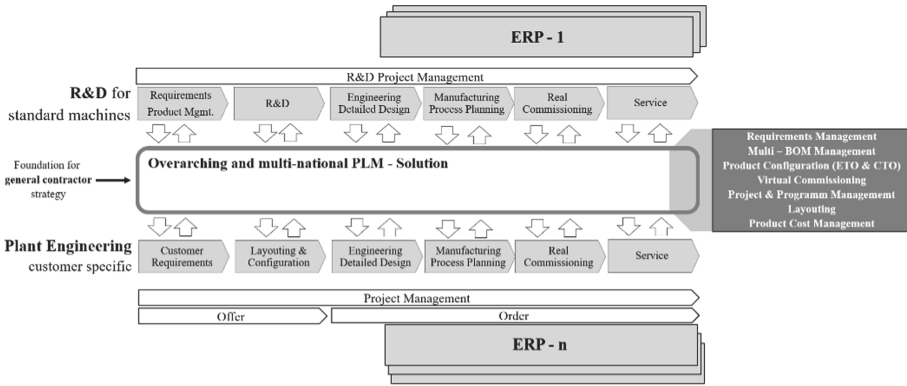 ERP - 1
R&D Project Management
R&D for
standard machines
Requirements
Product Mgmt.
R&D
Engineering
Detailed Design
Manufacturing
Process Planning
Real
Commissioning
Service
Foundation for
general contractor
strategy
Overarching and multi-national PLM - Solution
Requirements Management
Multi – BOM Management
Product Configuration (ETO & CTO)
Virtual Commissioning
Project & Programm Managememt
Layouting
Product Cost Management
Plant Engineering
customer specific
Customer
Requirements
Layouting &
Configuration
Engineering
Detailed Design
Manufacturing
Process Planning
Real
Commissioning
Service
Project Management
Offer
Order
ERP - n